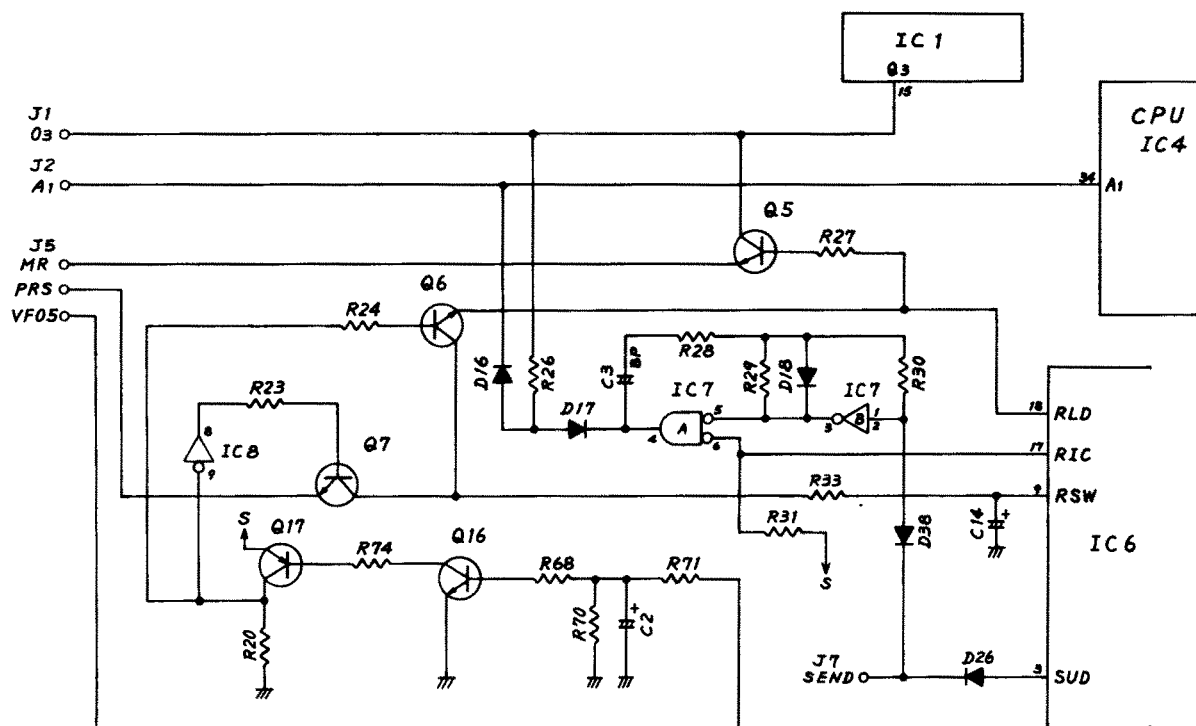 IC1
Q3
15
J1
03
J2
A1
34
A1
CPU
IC4
Q5
R27
J5
MR
PRS
VF05
Q6
R24
R26
D16
D17
C3
BP
R28
R29
D18
R30
IC7
IC7
A
4
5
6
B
3
1
2
R23
8
IC8
9
Q7
18
RLD
17
RIC
9
RSW
R33
C14
+
R31
S
D38
IC6
S
Q17
R74
Q16
R68
R71
R70
+
C2
R20
J7
SEND
D26
3
SUD